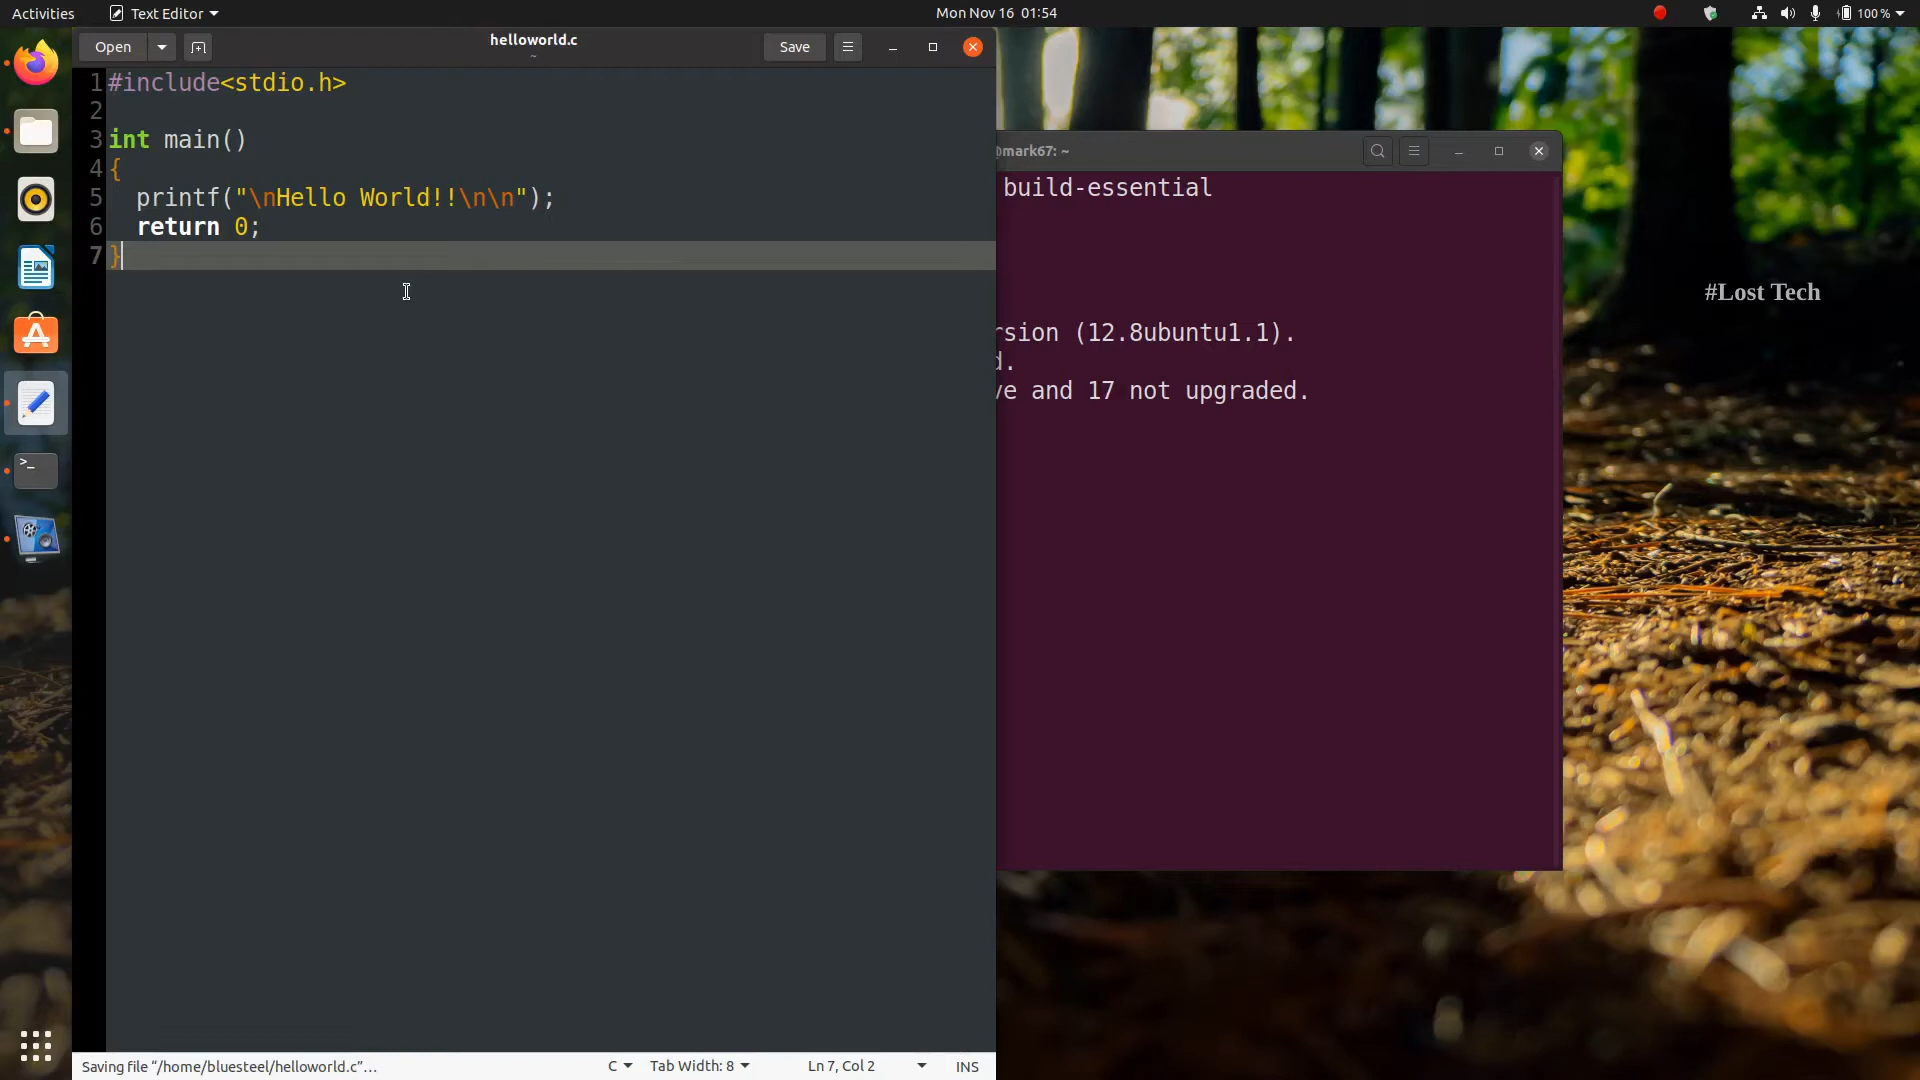 Activities Text Editor Mon Nov 16 01:54 100 %
Open helloworld.c Save
~
1 #include<stdio.h>
2
3 int main()
4 {
5 printf("\nHello World!!\n\n");
6 return 0;
7 }
@mark67: ~
build-essential
rsion (12.8ubuntu1.1).
d.
ve and 17 not upgraded.
#Lost Tech
Saving file “/home/bluesteel/helloworld.c”… C Tab Width: 8 Ln 7, Col 2 INS